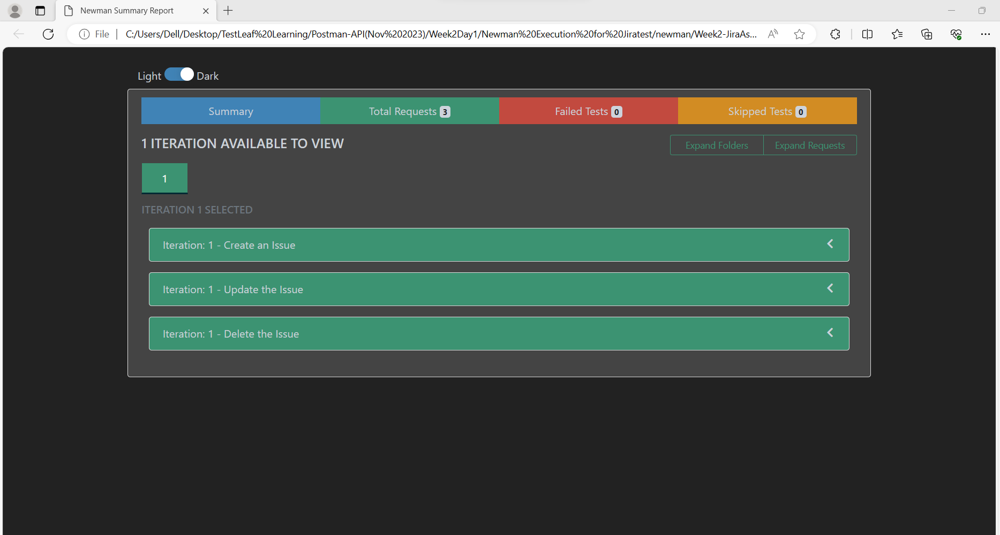 Newman Summary Report
File
C:/Users/Dell/Desktop/TestLeaf%20Learning/Postman-API(Nov%202023)/Week2Day1/Newman%20Execution%20for%20Jiratest/newman/Week2-JiraAs...
Light Dark
Summary Total Requests 3 Failed Tests 0 Skipped Tests 0
1 ITERATION AVAILABLE TO VIEW
Expand Folders Expand Requests
1
ITERATION 1 SELECTED
Iteration: 1 - Create an Issue
Iteration: 1 - Update the Issue
Iteration: 1 - Delete the Issue